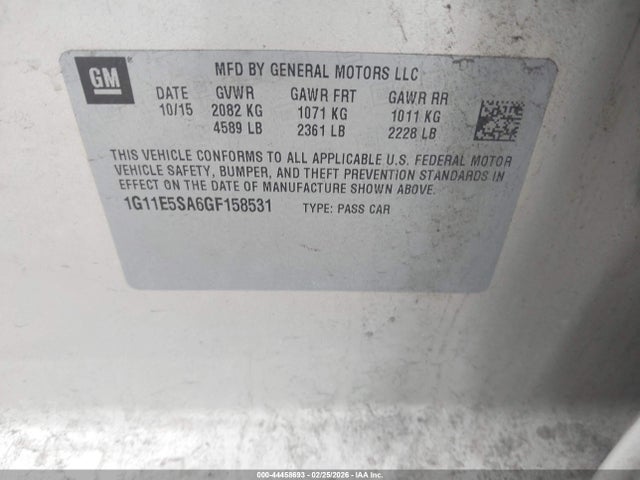 GM
MFD BY GENERAL MOTORS LLC
DATE GVWR GAWR FRT GAWR RR
10/15 2082 KG 1071 KG 1011 KG
4589 LB 2361 LB 2228 LB
THIS VEHICLE CONFORMS TO ALL APPLICABLE U.S. FEDERAL MOTOR
VEHICLE SAFETY, BUMPER, AND THEFT PREVENTION STANDARDS
IN EFFECT ON THE DATE OF MANUFACTURE SHOWN ABOVE.
1G11E5SA6GF158531 TYPE: PASS CAR
000-44458693 - 02/25/2026 - COPYRIGHT IAA, LLC.